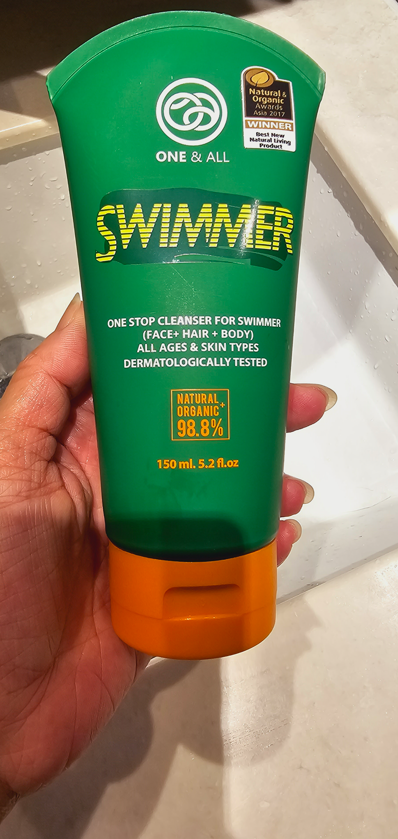 Natural &
Organic
Awards
Asia 2017
WINNER
Best New
Natural Living
Product
ONE & ALL
SWIMMER
ONE STOP CLEANSER FOR SWIMMER
(FACE+ HAIR + BODY)
ALL AGES & SKIN TYPES
DERMATOLOGICALLY TESTED
NATURAL
ORGANIC+
98.8%
150 ml. 5.2 fl.oz